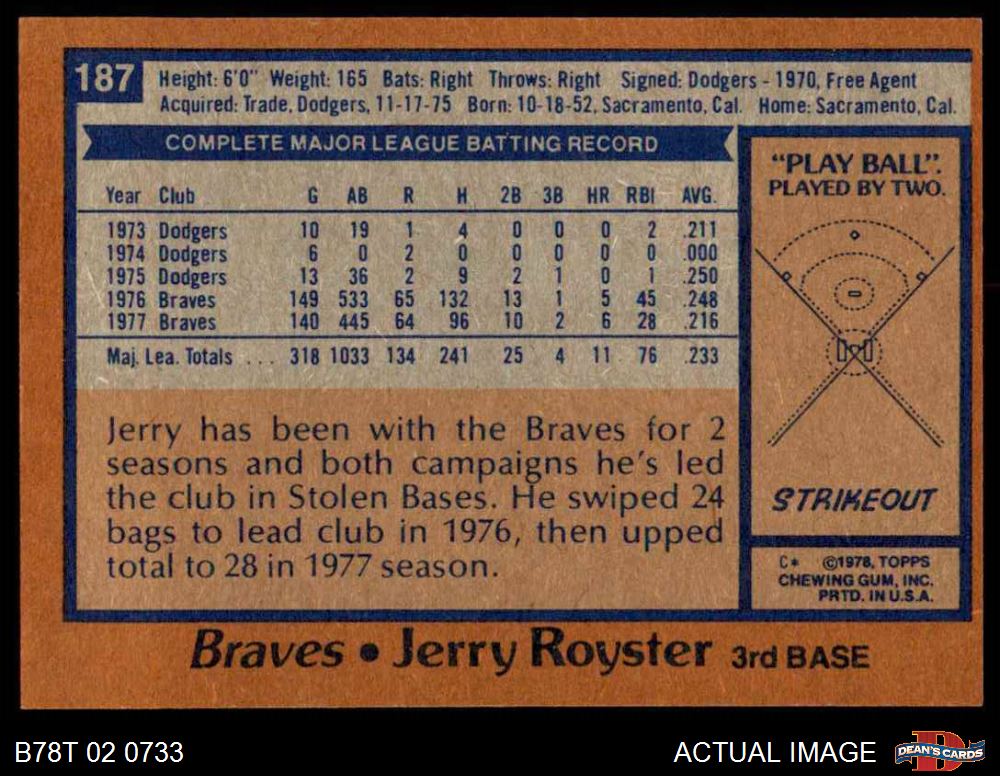 187
Height: 6'0" Weight: 165 Bats: Right Throws: Right Signed: Dodgers - 1970, Free Agent
Acquired: Trade, Dodgers, 11-17-75 Born: 10-18-52, Sacramento, Cal. Home: Sacramento, Cal.
COMPLETE MAJOR LEAGUE BATTING RECORD
Year Club G AB R H 2B 3B HR RBI AVG.
1973 Dodgers 10 19 1 4 0 0 0 2 .211
1974 Dodgers 6 0 2 0 0 0 0 0 .000
1975 Dodgers 13 36 2 9 2 1 0 1 .250
1976 Braves 149 533 65 132 13 1 5 45 .248
1977 Braves 140 445 64 96 10 2 6 28 .216
Maj. Lea. Totals ... 318 1033 134 241 25 4 11 76 .233
Jerry has been with the Braves for 2
seasons and both campaigns he's led
the club in Stolen Bases. He swiped 24
bags to lead club in 1976, then upped
total to 28 in 1977 season.
"PLAY BALL".
PLAYED BY TWO.
STRIKEOUT
C* ©1978, TOPPS
CHEWING GUM, INC.
PRTD. IN U.S.A.
Braves • Jerry Royster 3rd BASE
B78T 02 0733
ACTUAL IMAGE
D
DEAN'S CARDS